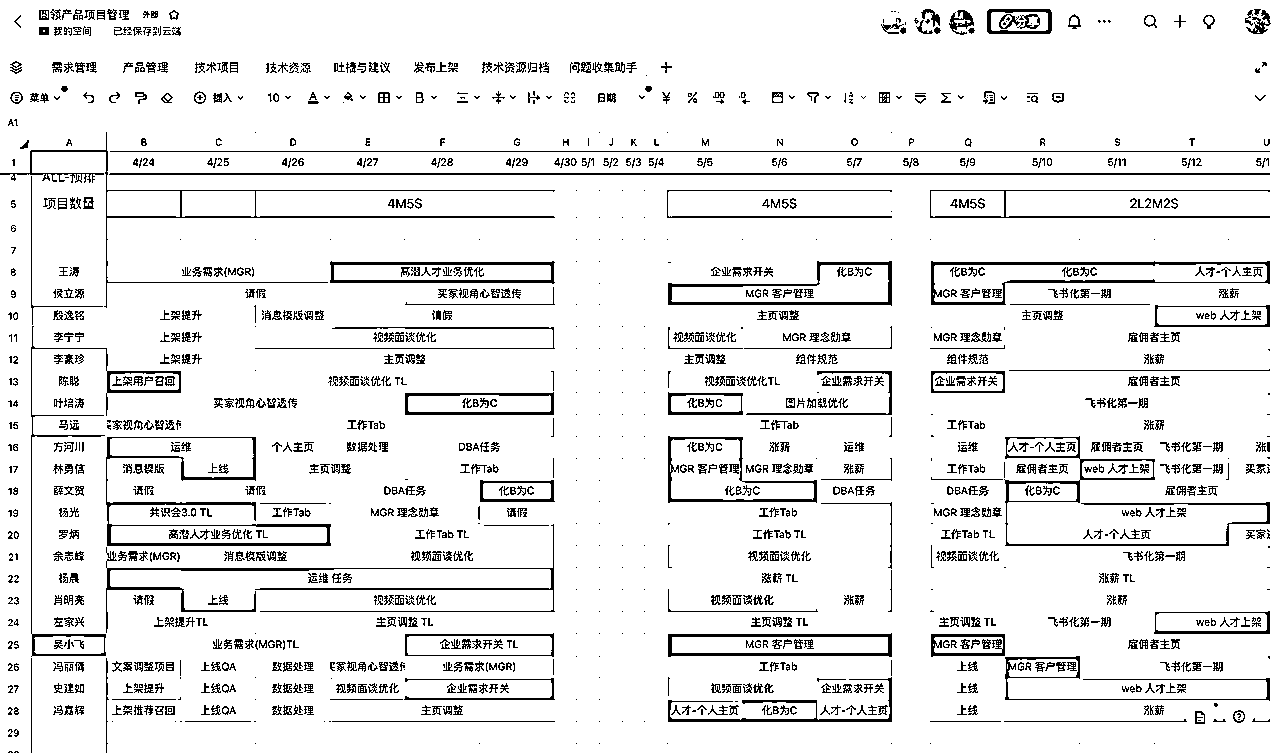 圆领产品项目管理 外部
我的空间 已经保存到云端
需求管理 产品管理 技术项目 技术资源 吐槽与建议 发布上架 技术资源归档 问题收集助手
菜单 插入 10 日期
A1
A B C D E F G H I J K L M N O P Q R S T U
1 4/24 4/25 4/26 4/27 4/28 4/29 4/30 5/1 5/2 5/3 5/4 5/5 5/6 5/7 5/9 5/10 5/11 5/12 5/1
4 ALL-预排
5 项目数量 4M5S 4M5S 4M5S 2L2M2S
6
7
8 王涛 业务需求(MGR) 高潜人才业务优化 企业需求开关 化B为C 化B为C 化B为C 人才-个人主页
9 侯立源 请假 买家视角心智透传 MGR 客户管理 MGR 客户管理 飞书化第一期 涨薪
10 殷逸铭 上架提升 消息模版调整 请假 主页调整 主页调整 web 人才上架
11 李宁宁 上架提升 视频面谈优化 视频面谈优化 MGR 理念勋章 MGR 理念勋章 雇佣者主页
12 李豪珍 上架提升 主页调整 主页调整 组件规范 组件规范 涨薪
13 陈聪 上架用户召回 视频面谈优化 TL 视频面谈优化TL 企业需求开关 企业需求开关 雇佣者主页
14 叶培涛 买家视角心智透传 化B为C 化B为C 图片加载优化 飞书化第一期
15 马远 买家视角心智透传 工作Tab 工作Tab 工作Tab 涨薪
16 方河川 运维 个人主页 数据处理 DBA任务 化B为C 涨薪 运维 运维 人才-个人主页 雇佣者主页 飞书化第一期
17 林勇信 消息模版 上线 主页调整 工作Tab MGR 客户管理 MGR 理念勋章 涨薪 工作Tab 雇佣者主页 web 人才上架 飞书化第一期
18 薛文贺 请假 请假 DBA任务 化B为C 化B为C DBA任务 DBA任务 化B为C 雇佣者主页
19 杨光 共识会3.0 TL 工作Tab MGR 理念勋章 请假 工作Tab MGR 理念勋章 web 人才上架
20 罗炳 高潜人才业务优化 TL 工作Tab TL 工作Tab TL 工作Tab TL 人才-个人主页
21 余志峰 业务需求(MGR) 消息模版调整 视频面谈优化 视频面谈优化 视频面谈优化 飞书化第一期
22 杨晨 运维 任务 涨薪 TL 涨薪 TL
23 肖明亮 请假 上线 视频面谈优化 视频面谈优化 涨薪 涨薪
24 左家兴 上架提升TL 主页调整 TL 主页调整 TL 主页调整 TL 飞书化第一期 web 人才上架
25 吴小飞 业务需求(MGR)TL 企业需求开关 TL MGR 客户管理 MGR 客户管理 雇佣者主页
26 冯丽倩 文案调整项目 上线QA 数据处理 买家视角心智透传 业务需求(MGR) 工作Tab 上线 MGR 客户管理 飞书化第一期
27 史建如 上架提升 上线QA 数据处理 视频面谈优化 企业需求开关 视频面谈优化 企业需求开关 上线 web 人才上架
28 冯嘉辉 上架推荐召回 上线QA 数据处理 主页调整 人才-个人主页 化B为C 人才-个人主页 上线 涨薪
29